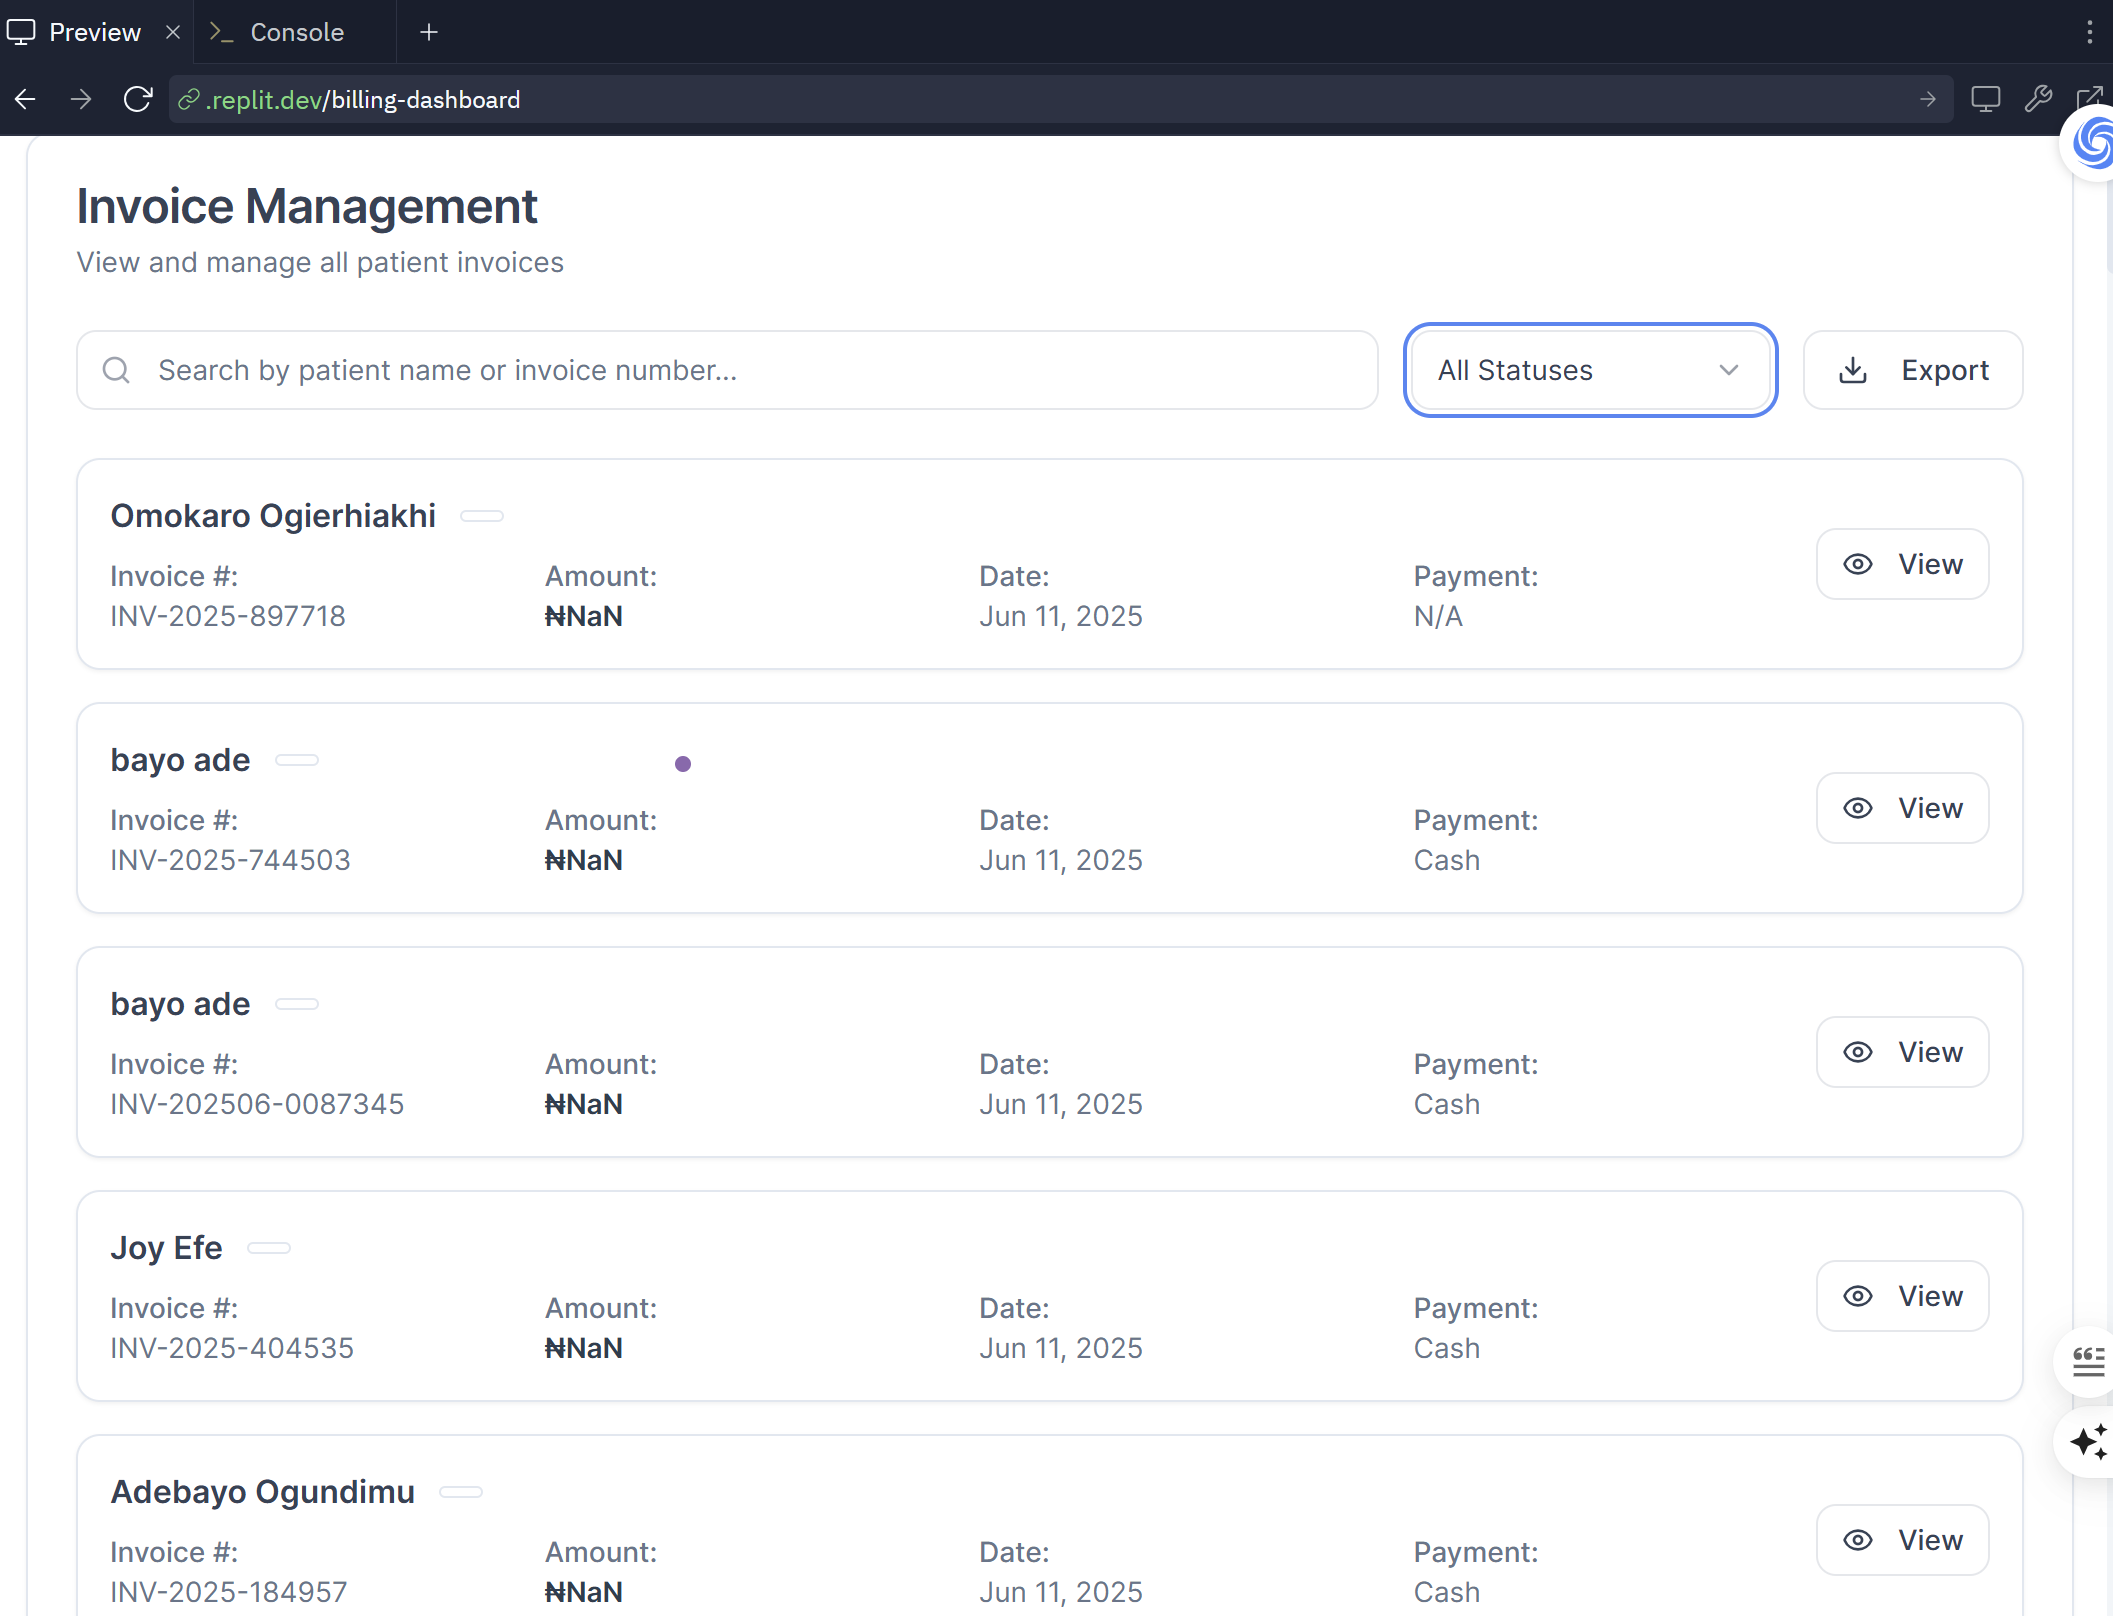 Preview
Console
.replit.dev/billing-dashboard
Invoice Management
View and manage all patient invoices
Search by patient name or invoice number...
All Statuses
Export
Omokaro Ogierhiakhi
Invoice #: Amount: Date: Payment:
INV-2025-897718 ₦NaN Jun 11, 2025 N/A
View
bayo ade
Invoice #: Amount: Date: Payment:
INV-2025-744503 ₦NaN Jun 11, 2025 Cash
View
bayo ade
Invoice #: Amount: Date: Payment:
INV-202506-0087345 ₦NaN Jun 11, 2025 Cash
View
Joy Efe
Invoice #: Amount: Date: Payment:
INV-2025-404535 ₦NaN Jun 11, 2025 Cash
View
Adebayo Ogundimu
Invoice #: Amount: Date: Payment:
INV-2025-184957 ₦NaN Jun 11, 2025 Cash
View